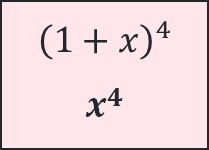 (1 + x)⁴
x⁴